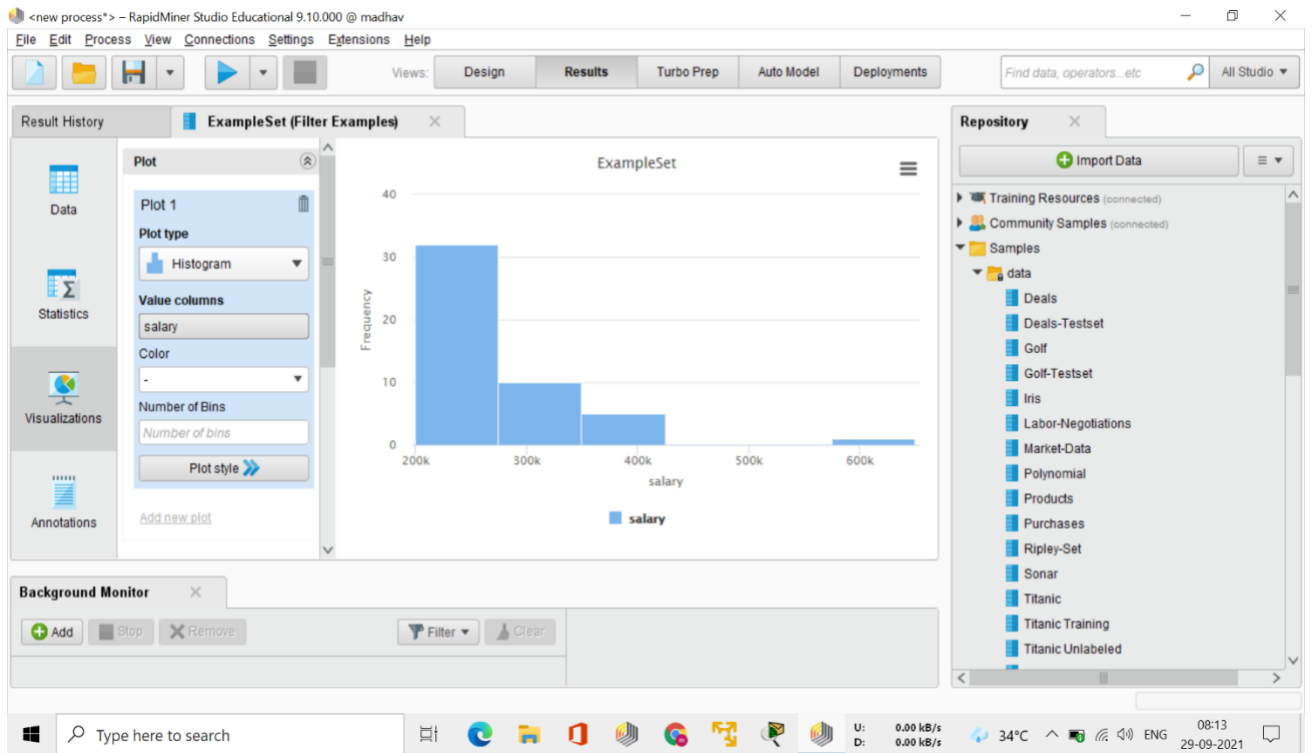 <new process*> – RapidMiner Studio Educational 9.10.000 @ madhav
File Edit Process View Connections Settings Extensions Help
Views: Design Results Turbo Prep Auto Model Deployments Find data, operators...etc All Studio
Result History ExampleSet (Filter Examples)
Data
Statistics
Visualizations
Annotations
Plot
Plot 1
Plot type
Histogram
Value columns
salary
Color
-
Number of Bins
Number of bins
Plot style
Add new plot
ExampleSet
Frequency
40
30
20
10
0
200k 300k 400k 500k 600k
salary
salary
Repository
Import Data
Training Resources (connected)
Community Samples (connected)
Samples
data
Deals
Deals-Testset
Golf
Golf-Testset
Iris
Labor-Negotiations
Market-Data
Polynomial
Products
Purchases
Ripley-Set
Sonar
Titanic
Titanic Training
Titanic Unlabeled
Background Monitor
Add Stop Remove Filter Clear
Type here to search
U: 0.00 kB/s
D: 0.00 kB/s
34°C ENG
08:13
29-09-2021